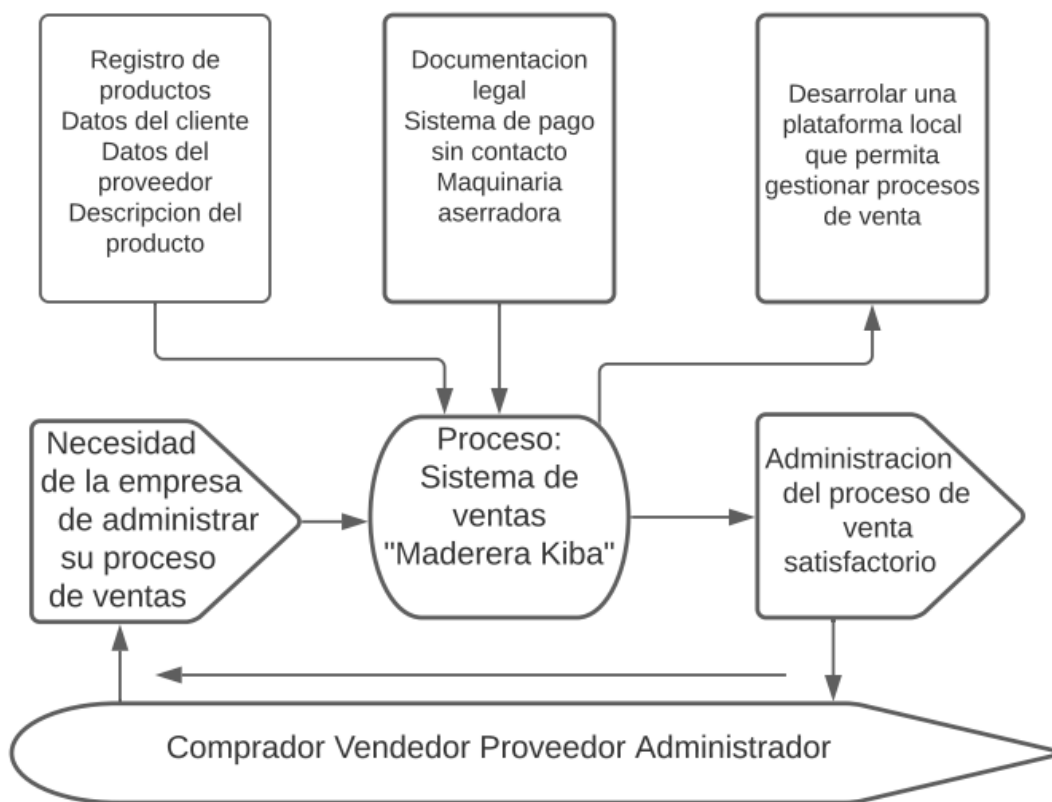 Registro de
productos
Datos del cliente
Datos del
proveedor
Descripcion del
producto
Documentacion
legal
Sistema de pago
sin contacto
Maquinaria
aserradora
Desarrolar una
plataforma local
que permita
gestionar procesos
de venta
Necesidad
de la empresa
de administrar
su proceso
de ventas
Proceso:
Sistema de
ventas
"Maderera Kiba"
Administracion
del proceso de
venta
satisfactorio
Comprador Vendedor Proveedor Administrador